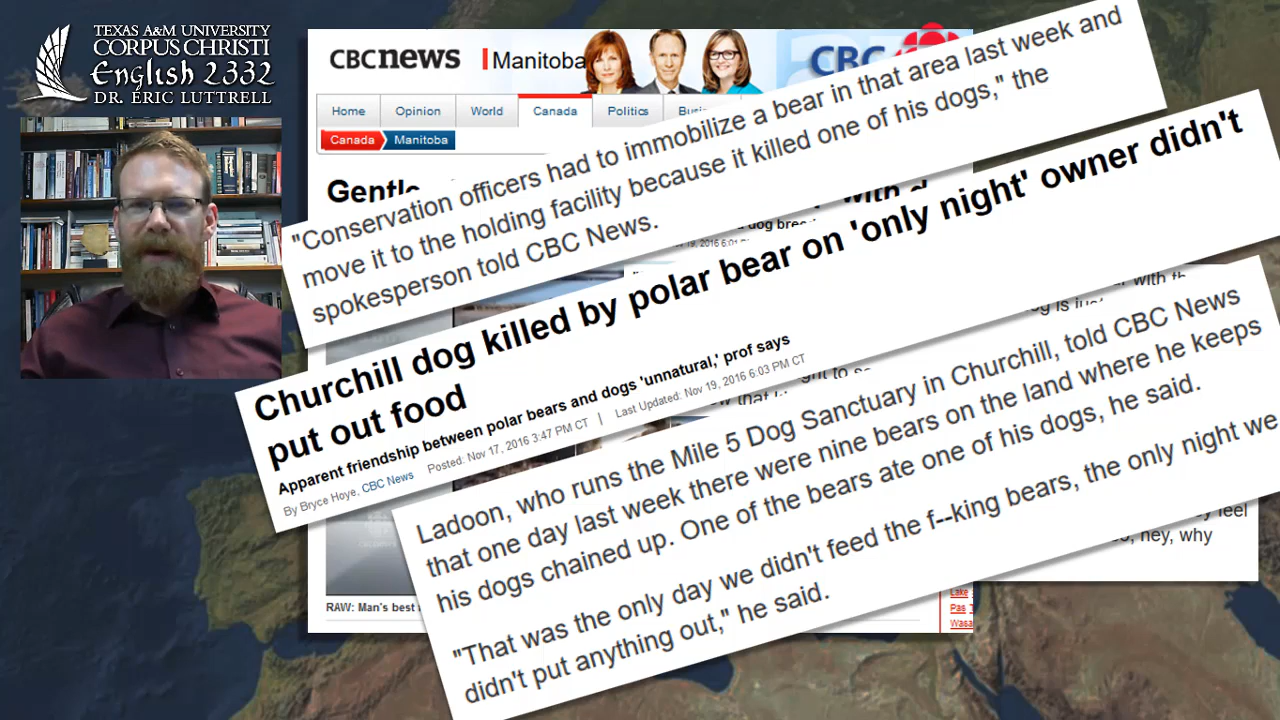 TEXAS A&M UNIVERSITY
CORPUS CHRISTI
English 2332
DR. ERIC LUTTRELL
CBCnews | Manitoba
CBC
Home Opinion World Canada Politics
Canada Manitoba
"Conservation officers had to immobilize a bear in that area last week and
move it to the holding facility because it killed one of his dogs," the
spokesperson told CBC News.
Churchill dog killed by polar bear on 'only night' owner didn't
put out food
Apparent friendship between polar bears and dogs 'unnatural,' prof says
By Bryce Hoye, CBC News Posted: Nov 17, 2016 3:47 PM CT | Last Updated: Nov 19, 2016 6:03 PM CT
Ladoon, who runs the Mile 5 Dog Sanctuary in Churchill, told CBC News
that one day last week there were nine bears on the land where he keeps
his dogs chained up. One of the bears ate one of his dogs, he said.
"That was the only day we didn't feed the f--king bears, the only night we
didn't put anything out," he said.
hey, why
RAW: Man's best
Lake
Pas